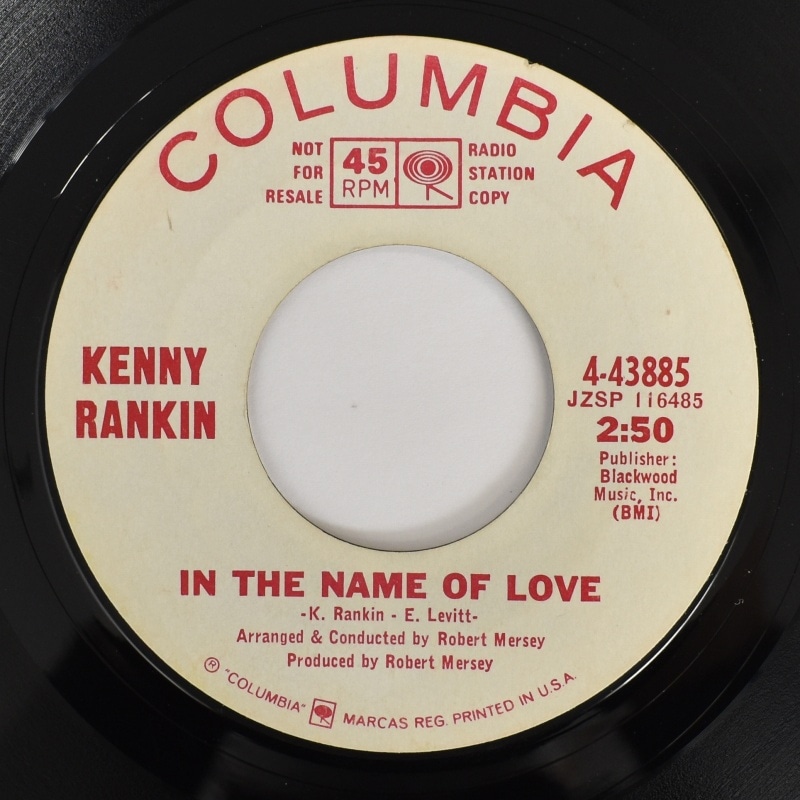 COLUMBIA
NOT
FOR
RESALE
45
RPM
RADIO
STATION
COPY
KENNY
RANKIN
4-43885
JZSP 116485
2:50
Publisher:
Blackwood
Music, Inc.
(BMI)
IN THE NAME OF LOVE
-K. Rankin - E. Levitt-
Arranged & Conducted by Robert Mersey
Produced by Robert Mersey
® "COLUMBIA" MARCAS REG. PRINTED IN U.S.A.